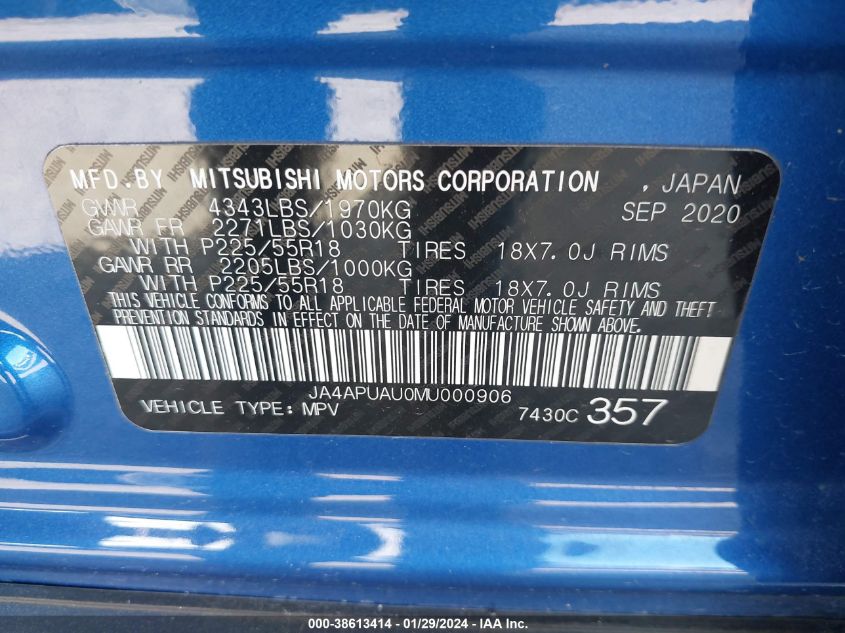 MFD.BY MITSUBISHI MOTORS CORPORATION , JAPAN
GVWR 4343LBS/1970KG SEP 2020
GAWR FR 2271LBS/1030KG
WITH P225/55R18 TIRES 18X7.0J RIMS
GAWR RR 2205LBS/1000KG
WITH P225/55R18 TIRES 18X7.0J RIMS
THIS VEHICLE CONFORMS TO ALL APPLICABLE FEDERAL MOTOR VEHICLE SAFETY AND THEFT
PREVENTION STANDARDS IN EFFECT ON THE DATE OF MANUFACTURE SHOWN ABOVE.
JA4APUAU0MU000906
VEHICLE TYPE: MPV 7430C 357
000-38613414 - 01/29/2024 - IAA Inc.